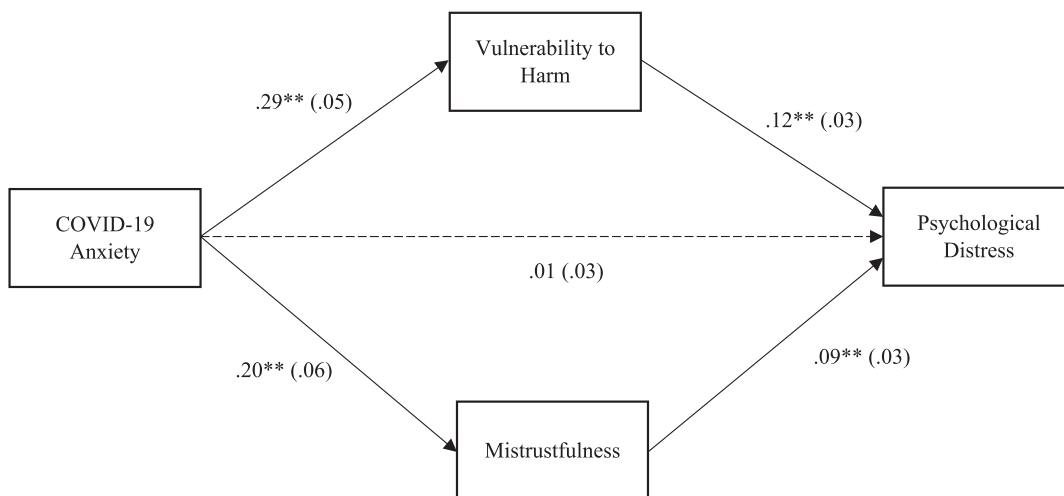 Vulnerability to
Harm
.29** (.05)
.12** (.03)
COVID-19
Anxiety
Psychological
Distress
.01 (.03)
.20** (.06)
.09** (.03)
Mistrustfulness